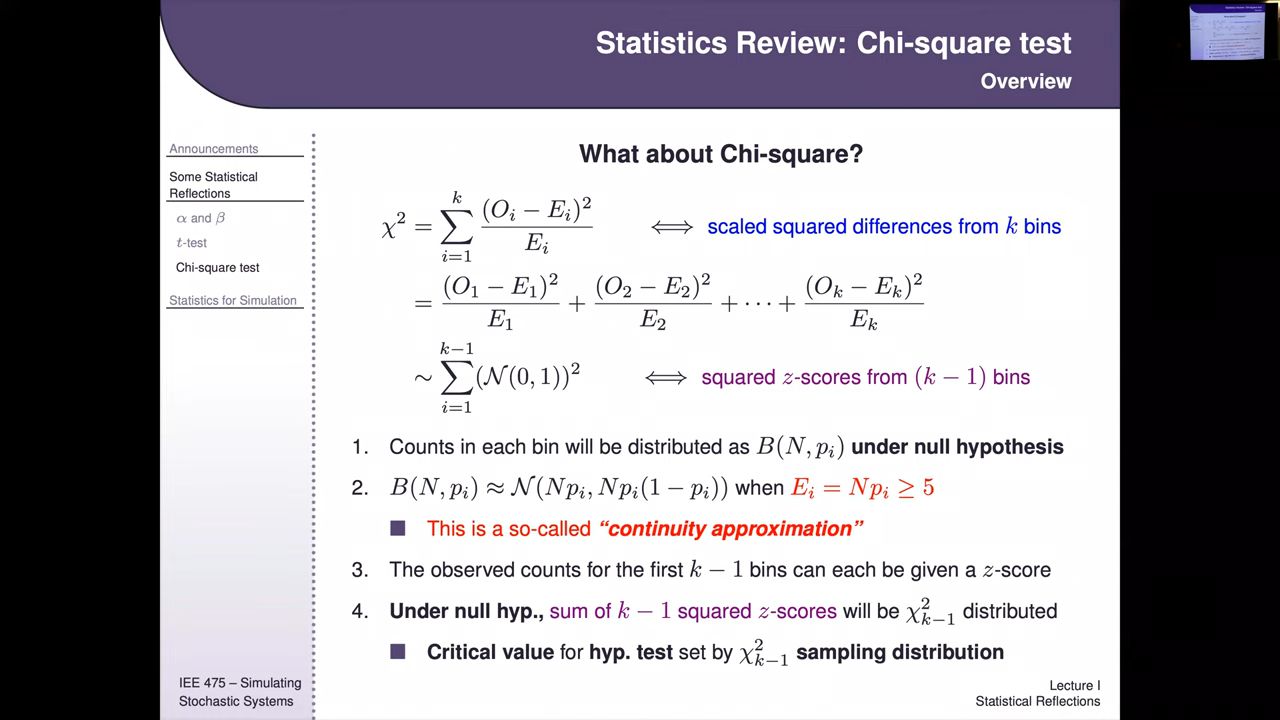 Statistics Review: Chi-square test
Overview
Announcements
Some Statistical
Reflections
α and β
t-test
Chi-square test
Statistics for Simulation
What about Chi-square?
χ² = ∑_{i=1}^{k} (O_i − E_i)² / E_i ⟺ scaled squared differences from k bins
= (O_1 − E_1)² / E_1 + (O_2 − E_2)² / E_2 + ⋯ + (O_k − E_k)² / E_k
∼ ∑_{i=1}^{k−1} (𝒩(0, 1))² ⟺ squared z-scores from (k − 1) bins
1. Counts in each bin will be distributed as B(N, p_i) under null hypothesis
2. B(N, p_i) ≈ 𝒩(Np_i, Np_i(1 − p_i)) when E_i = Np_i ≥ 5
■ This is a so-called “continuity approximation”
3. The observed counts for the first k − 1 bins can each be given a z-score
4. Under null hyp., sum of k − 1 squared z-scores will be χ²_{k−1} distributed
■ Critical value for hyp. test set by χ²_{k−1} sampling distribution
IEE 475 – Simulating
Stochastic Systems
Lecture I
Statistical Reflections